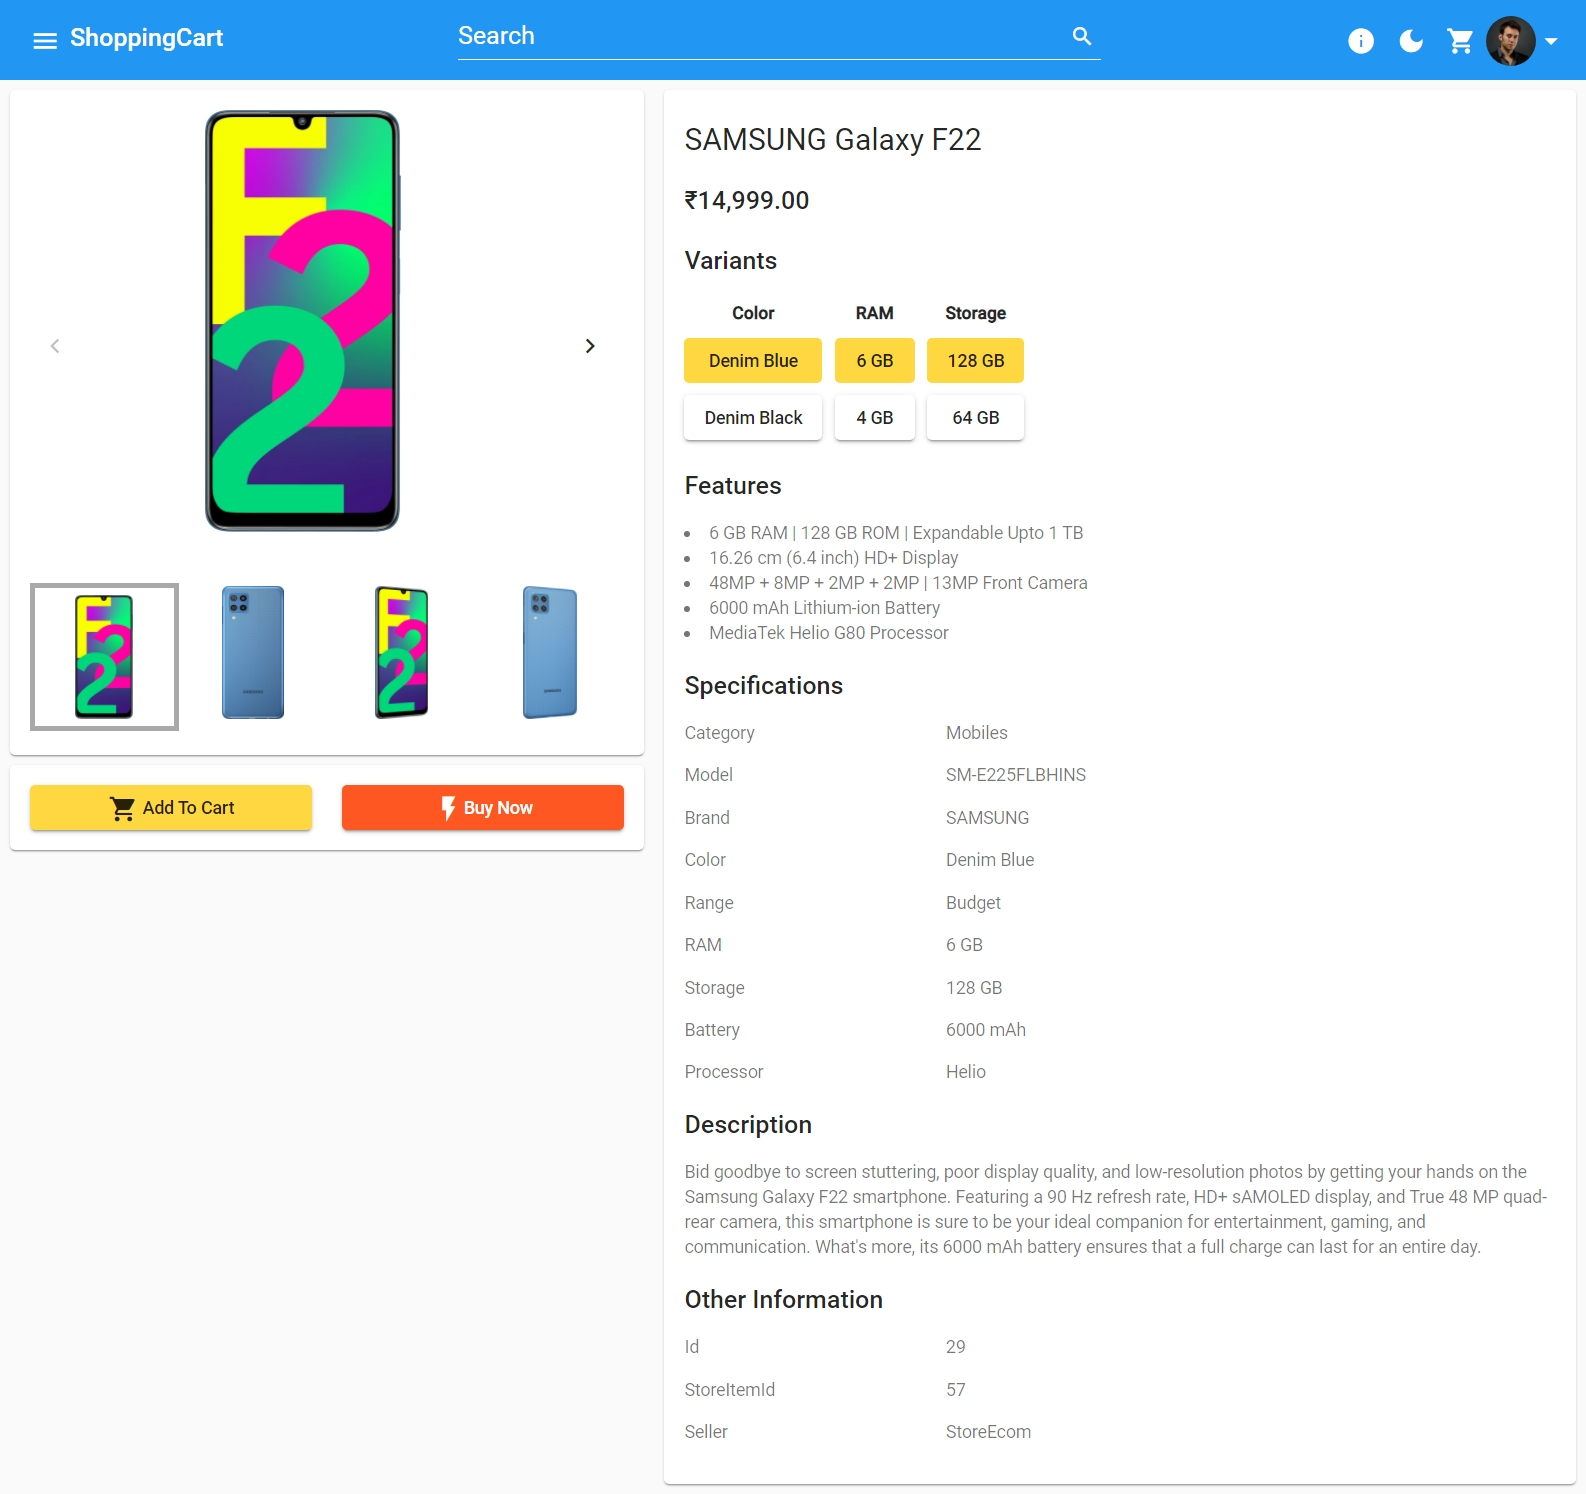 ShoppingCart
Search
F22
SAMSUNG Galaxy F22
₹14,999.00
Variants
Color RAM Storage
Denim Blue 6 GB 128 GB
Denim Black 4 GB 64 GB
Features
6 GB RAM | 128 GB ROM | Expandable Upto 1 TB
16.26 cm (6.4 inch) HD+ Display
48MP + 8MP + 2MP + 2MP | 13MP Front Camera
6000 mAh Lithium-ion Battery
MediaTek Helio G80 Processor
Specifications
Category Mobiles
Model SM-E225FLBHINS
Brand SAMSUNG
Color Denim Blue
Range Budget
RAM 6 GB
Storage 128 GB
Battery 6000 mAh
Processor Helio
Description
Bid goodbye to screen stuttering, poor display quality, and low-resolution photos by getting your hands on the
Samsung Galaxy F22 smartphone. Featuring a 90 Hz refresh rate, HD+ sAMOLED display, and True 48 MP quad-
rear camera, this smartphone is sure to be your ideal companion for entertainment, gaming, and
communication. What's more, its 6000 mAh battery ensures that a full charge can last for an entire day.
Other Information
Id 29
StoreItemId 57
Seller StoreEcom
F22
SAMSUNG
F22
SAMSUNG
Add To Cart
Buy Now